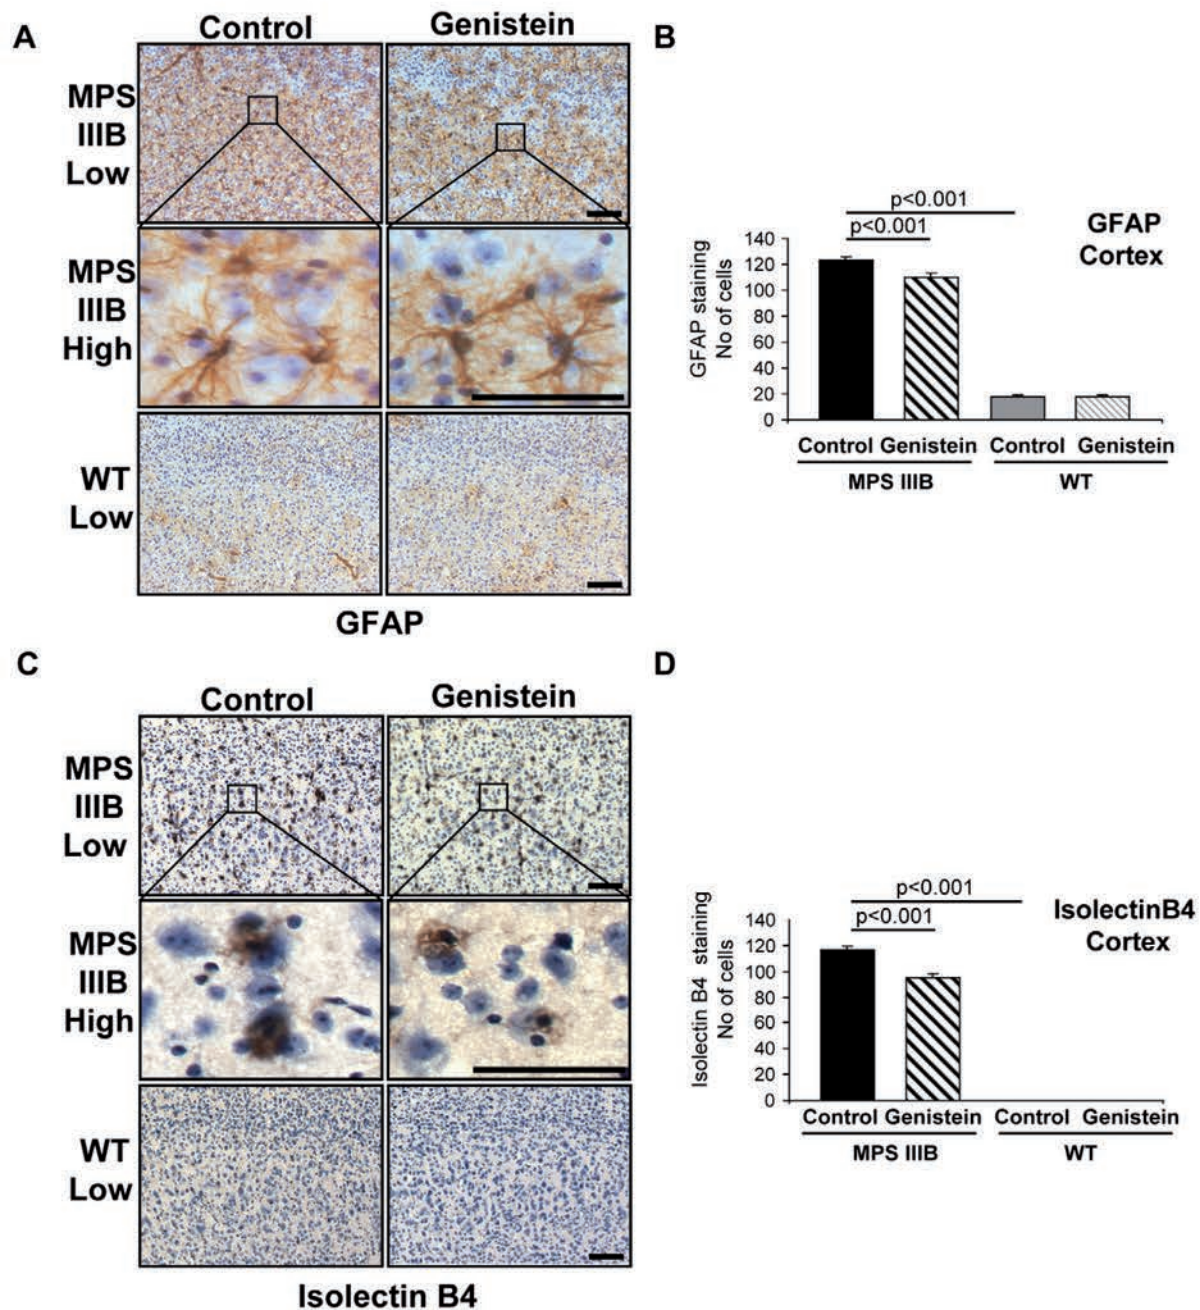 A
Control
Genistein
MPS
IIIB
Low
MPS
IIIB
High
WT
Low
GFAP
B
p<0.001
p<0.001
GFAP
Cortex
GFAP staining
No of cells
140
120
100
80
60
40
20
0
Control Genistein Control Genistein
MPS IIIB WT
C
Control
Genistein
MPS
IIIB
Low
MPS
IIIB
High
WT
Low
Isolectin B4
D
p<0.001
p<0.001
IsolectinB4
Cortex
Isolectin B4 staining
No of cells
140
120
100
80
60
40
20
0
Control Genistein Control Genistein
MPS IIIB WT